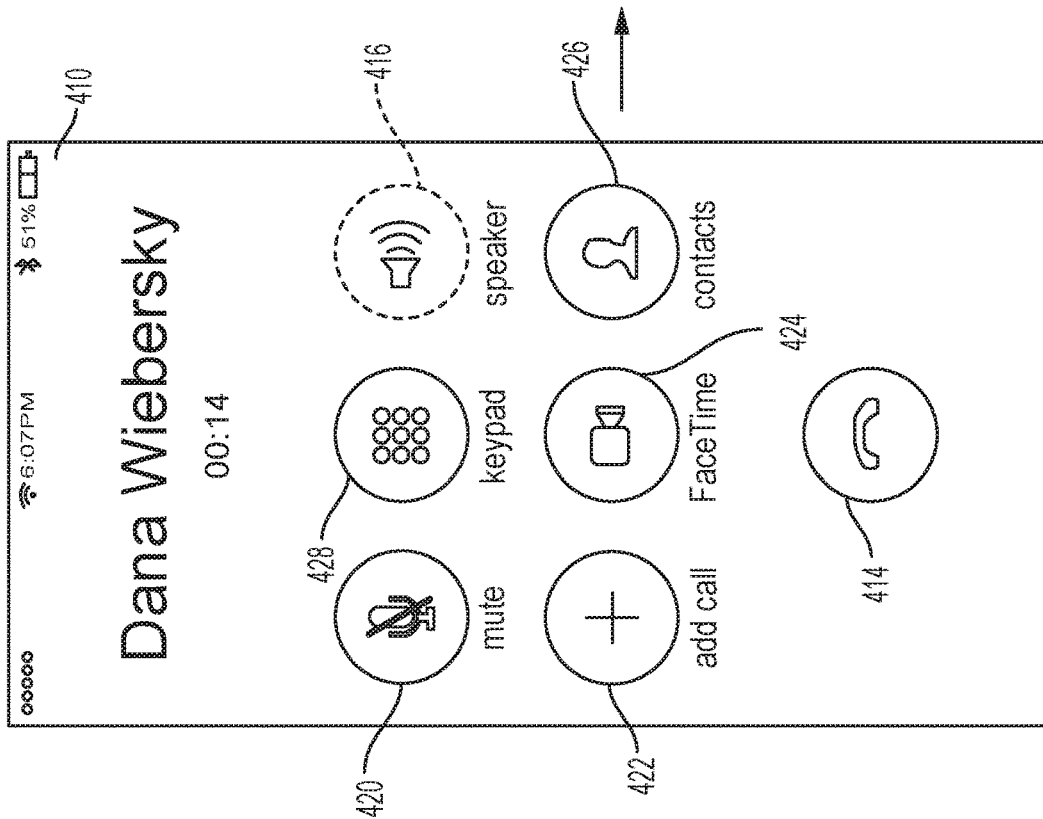 6:07PM 51%
410
Dana Wiebersky
00:14
428
416
mute keypad speaker
420
426
add call FaceTime contacts
422
424
414